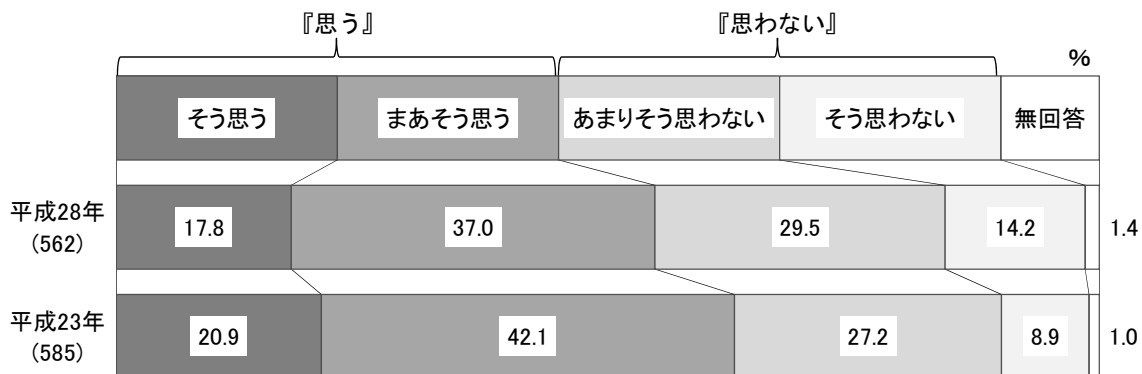 『思う』 『思わない』
%
そう思う まあそう思う あまりそう思わない そう思わない 無回答
平成28年
(562)
17.8 37.0 29.5 14.2 1.4
平成23年
(585)
20.9 42.1 27.2 8.9 1.0